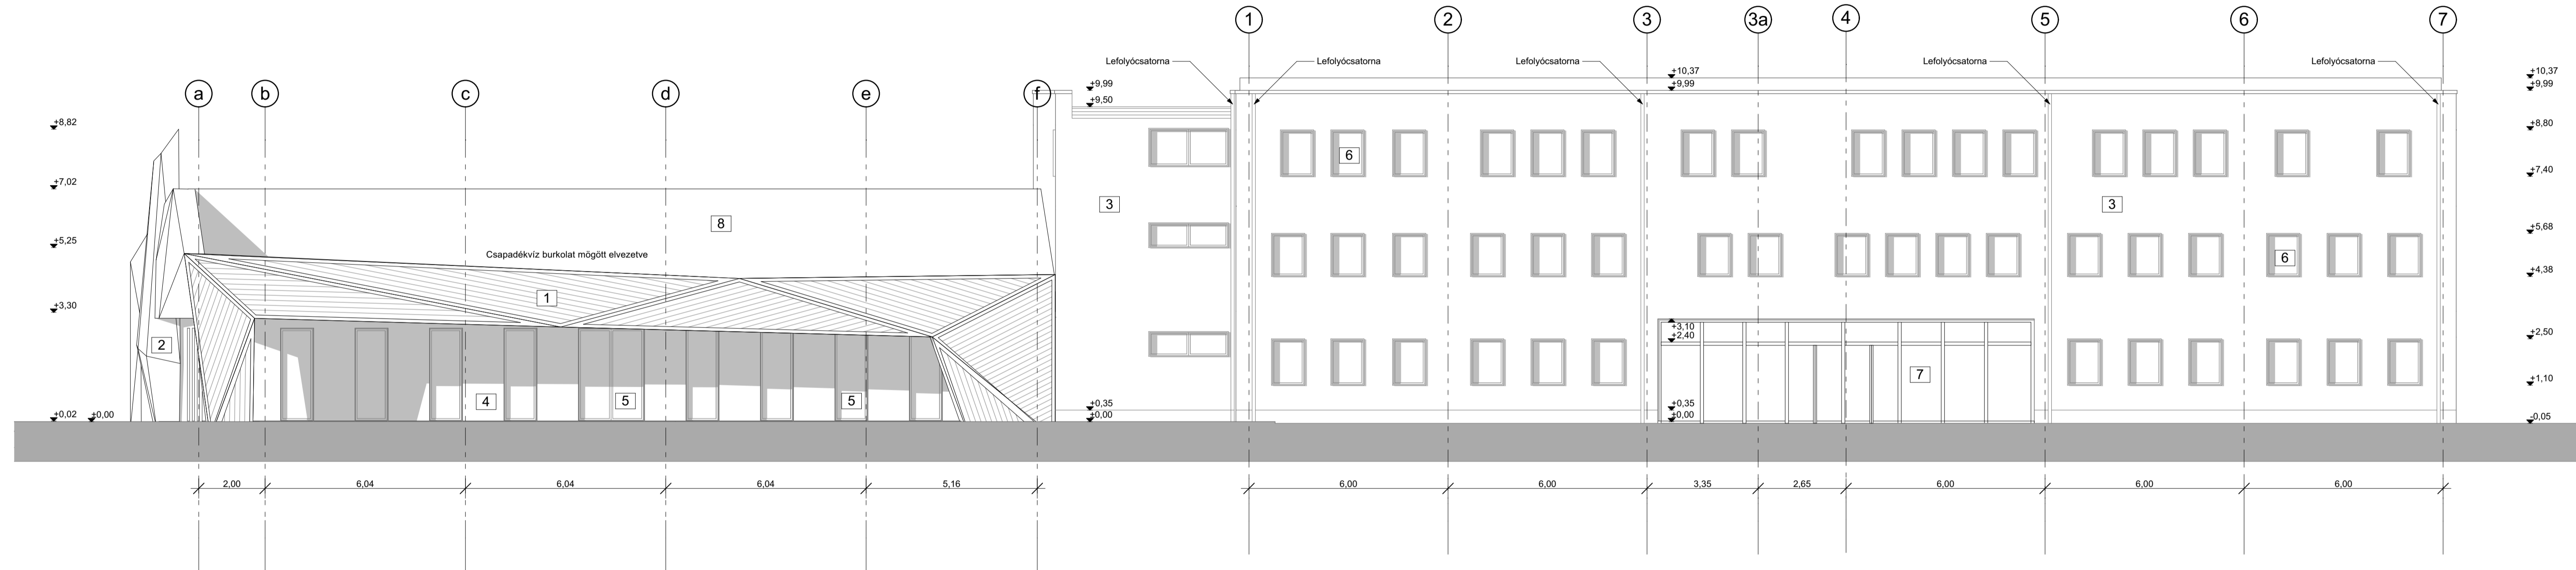 1 2 3 3a 4 5 6 7
Lefolyócsatorna Lefolyócsatorna Lefolyócsatorna Lefolyócsatorna Lefolyócsatorna
+10,37 +10,37
+9,99 +9,99 +9,99
a b c d e f
+9,50
+8,82 +8,80
6
+7,40
+7,02
3 3
8
+5,68
+5,25
Csapadékvíz burkolat mögött elvezetve
6
+4,38
1
+3,30
+3,10
+2,50
+2,40
2
7
+1,10
4 5 5
+0,35 +0,35
+0,02 +0,00 +0,00 +0,00 -0,05
2,00 6,04 6,04 6,04 5,16 6,00 6,00 3,35 2,65 6,00 6,00 6,00